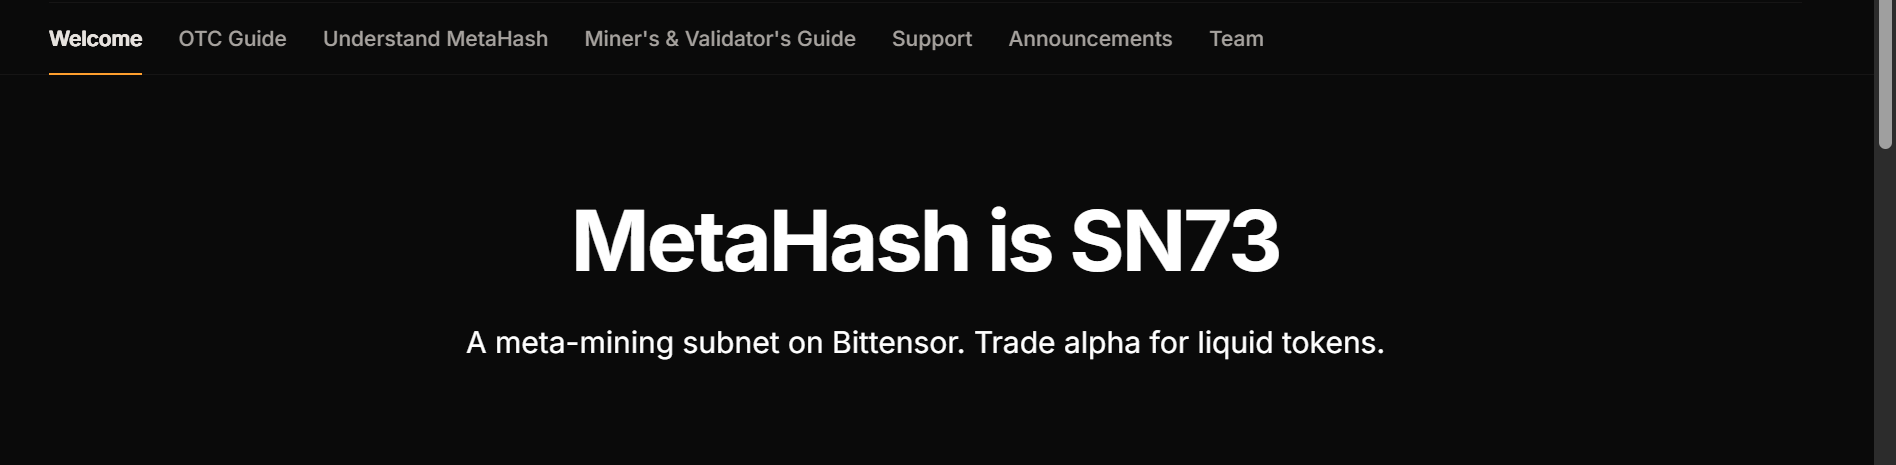 Welcome OTC Guide Understand MetaHash Miner's & Validator's Guide Support Announcements Team
MetaHash is SN73
A meta-mining subnet on Bittensor. Trade alpha for liquid tokens.